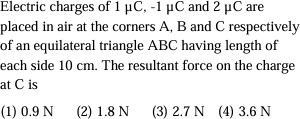 Electric charges of 1 μC, -1 μC and 2 μC are
placed in air at the corners A, B and C respectively
of an equilateral triangle ABC having length of
each side 10 cm. The resultant force on the charge
at C is
(1) 0.9 N (2) 1.8 N (3) 2.7 N (4) 3.6 N